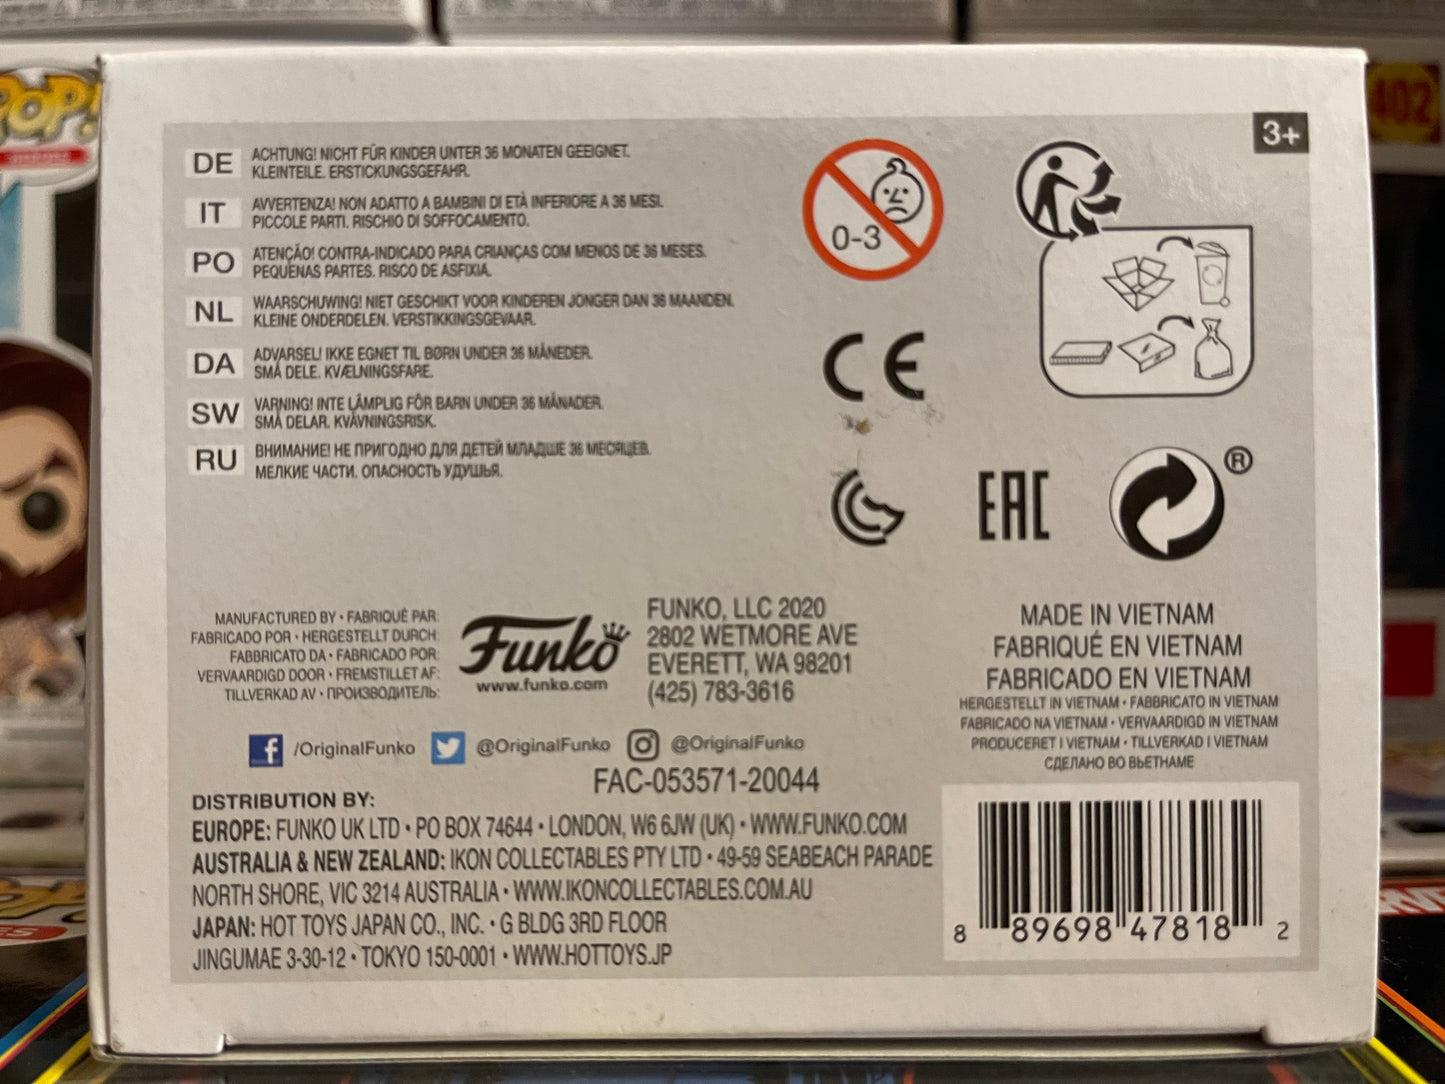 POP!
402
3+
DE
ACHTUNG! NICHT FÜR KINDER UNTER 36 MONATEN GEEIGNET.
KLEINTEILE. ERSTICKUNGSGEFAHR.
IT
AVVERTENZA! NON ADATTO A BAMBINI DI ETÀ INFERIORE A 36 MESI.
PICCOLE PARTI. RISCHIO DI SOFFOCAMENTO.
PO
ATENÇÃO! CONTRA-INDICADO PARA CRIANÇAS COM MENOS DE 36 MESES.
PEQUENAS PARTES. RISCO DE ASFIXIA.
NL
WAARSCHUWING! NIET GESCHIKT VOOR KINDEREN JONGER DAN 36 MAANDEN.
KLEINE ONDERDELEN. VERSTIKKINGSGEVAAR.
DA
ADVARSEL! IKKE EGNET TIL BØRN UNDER 36 MÅNEDER.
SMÅ DELE. KVÆLNINGSFARE.
SW
VARNING! INTE LÄMPLIG FÖR BARN UNDER 36 MÅNADER.
SMÅ DELAR. KVÄVNINGSRISK.
RU
ВНИМАНИЕ! НЕ ПРИГОДНО ДЛЯ ДЕТЕЙ МЛАДШЕ 36 МЕСЯЦЕВ.
МЕЛКИЕ ЧАСТИ. ОПАСНОСТЬ УДУШЬЯ.
0-3
CE
EAC
®
MANUFACTURED BY • FABRIQUÉ PAR:
FABRICADO POR • HERGESTELLT DURCH:
FABBRICATO DA • FABRICADO POR:
VERVAARDIGD DOOR • FREMSTILLET AF:
TILLVERKAD AV • ПРОИЗВОДИТЕЛЬ:
Funko
www.funko.com
FUNKO, LLC 2020
2802 WETMORE AVE
EVERETT, WA 98201
(425) 783-3616
MADE IN VIETNAM
FABRIQUÉ EN VIETNAM
FABRICADO EN VIETNAM
HERGESTELLT IN VIETNAM • FABBRICATO IN VIETNAM
FABRICADO NA VIETNAM • VERVAARDIGD IN VIETNAM
PRODUCERET I VIETNAM • TILLVERKAD I VIETNAM
СДЕЛАНО ВО ВЬЕТНАМЕ
f /OriginalFunko @OriginalFunko @OriginalFunko
FAC-053571-20044
DISTRIBUTION BY:
EUROPE: FUNKO UK LTD • PO BOX 74644 • LONDON, W6 6JW (UK) • WWW.FUNKO.COM
AUSTRALIA & NEW ZEALAND: IKON COLLECTABLES PTY LTD • 49-59 SEABEACH PARADE
NORTH SHORE, VIC 3214 AUSTRALIA • WWW.IKONCOLLECTABLES.COM.AU
JAPAN: HOT TOYS JAPAN CO., INC. • G BLDG 3RD FLOOR
JINGUMAE 3-30-12 • TOKYO 150-0001 • WWW.HOTTOYS.JP
8 89698 47818 2